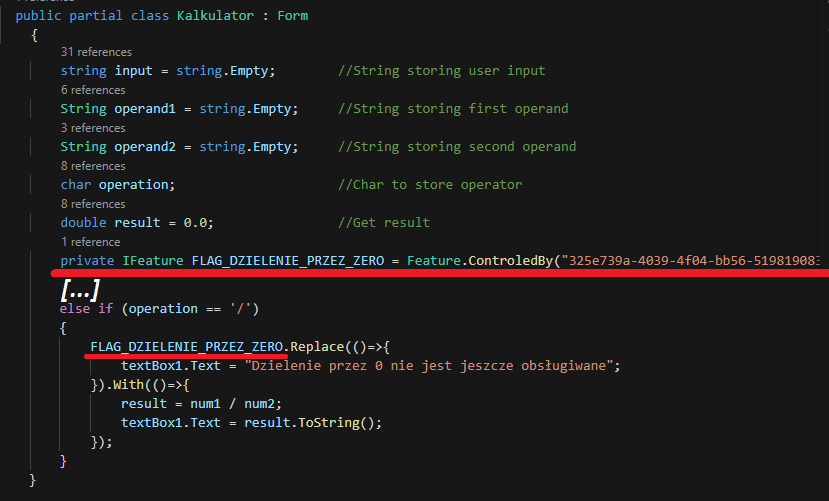 public partial class Kalkulator : Form
{
31 references
string input = string.Empty; //String storing user input
6 references
String operand1 = string.Empty; //String storing first operand
3 references
String operand2 = string.Empty; //String storing second operand
8 references
char operation; //Char to store operator
8 references
double result = 0.0; //Get result
1 reference
private IFeature FLAG_DZIELENIE_PRZEZ_ZERO = Feature.ControledBy("325e739a-4039-4f04-bb56-519819083
[...]
else if (operation == '/')
{
FLAG_DZIELENIE_PRZEZ_ZERO.Replace(()=>{
textBox1.Text = "Dzielenie przez 0 nie jest jeszcze obsługiwane";
}).With(()=>{
result = num1 / num2;
textBox1.Text = result.ToString();
});
}
}